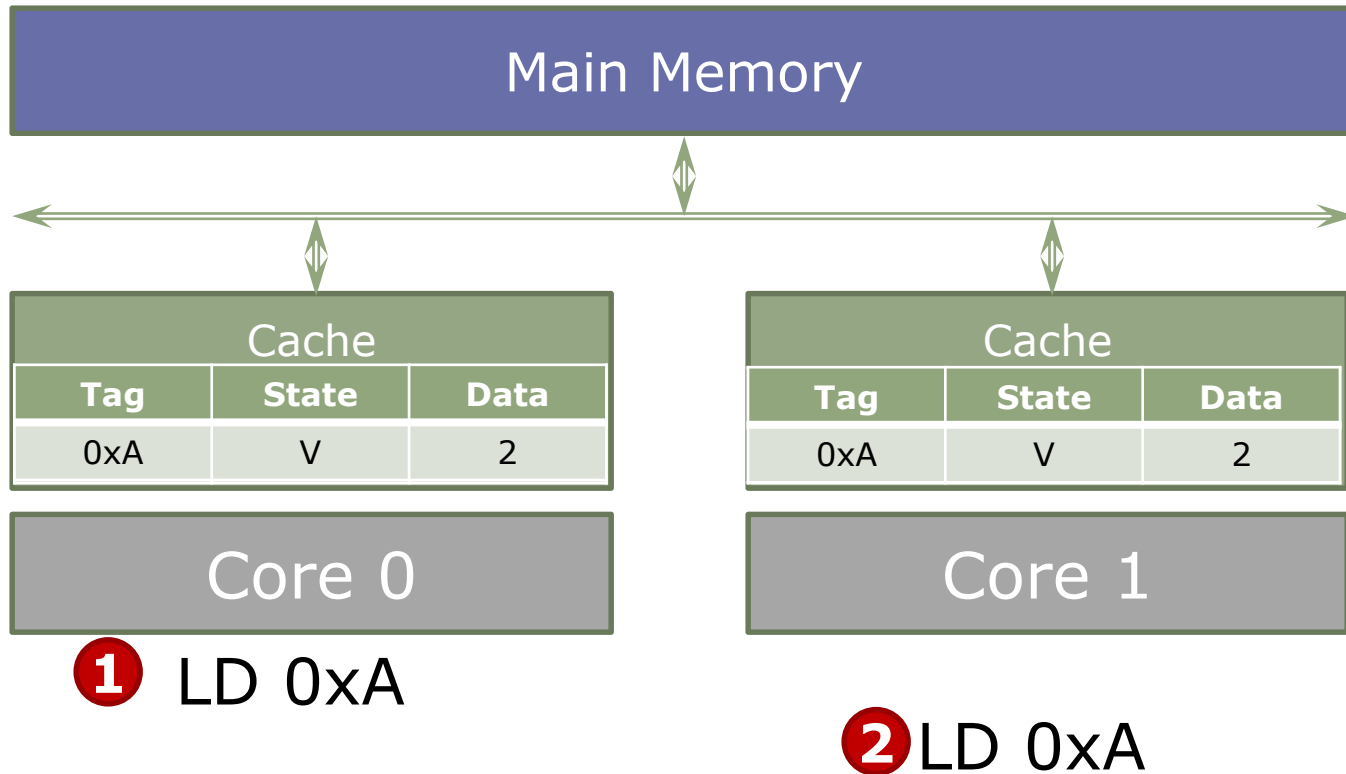 Main Memory
Cache
Tag State Data
0xA V 2
Cache
Tag State Data
0xA V 2
Core 0
Core 1
1 LD 0xA
2 LD 0xA